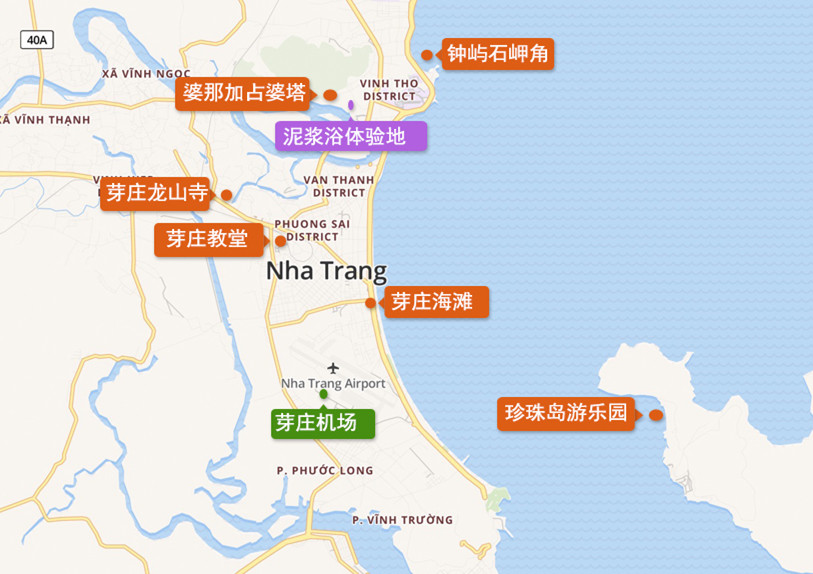 40A
钟屿石岬角
XÃ VĨNH NGỌC
婆那加占婆塔
VINH THO
DISTRICT
XÃ VĨNH THẠNH
泥浆浴体验地
芽庄龙山寺
VAN THANH
DISTRICT
芽庄教堂
PHUONG SAI
DISTRICT
Nha Trang
芽庄海滩
Nha Trang Airport
芽庄机场
珍珠岛游乐园
P. PHƯỚC LONG
P. VĨNH TRƯỜNG